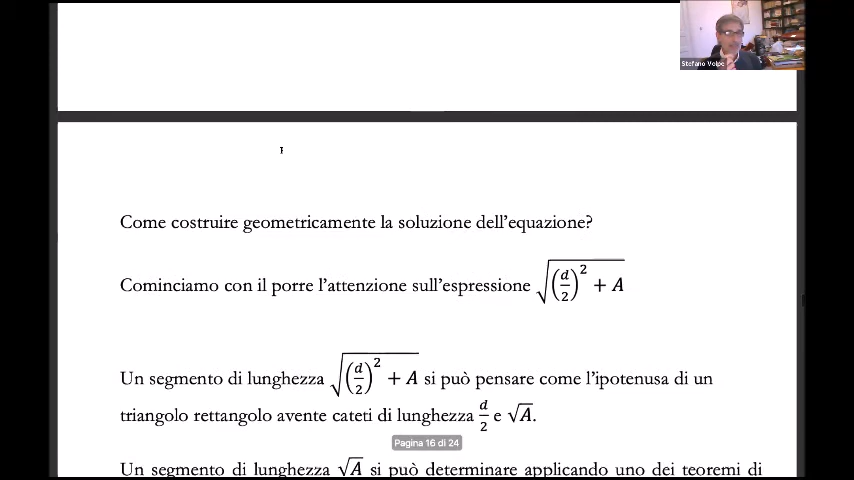 Stefano Volpe
Come costruire geometricamente la soluzione dell'equazione?
Cominciamo con il porre l'attenzione sull'espressione √((d/2)² + A)
Un segmento di lunghezza √((d/2)² + A) si può pensare come l'ipotenusa di un
triangolo rettangolo avente cateti di lunghezza d/2 e √A.
Pagina 16 di 24
Un segmento di lunghezza √A si può determinare applicando uno dei teoremi di